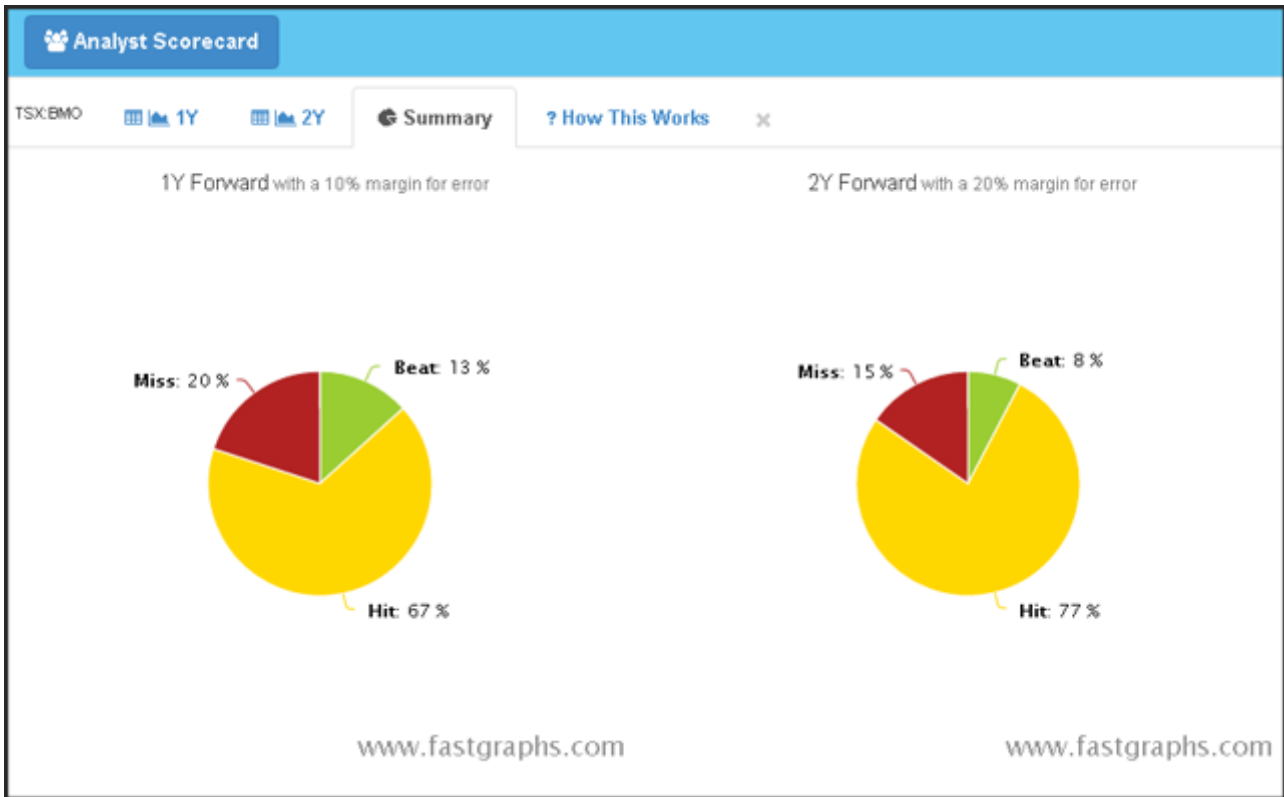 Analyst Scorecard
TSX:BMO 1Y 2Y Summary ? How This Works ×
1Y Forward with a 10% margin for error
2Y Forward with a 20% margin for error
Miss: 20 %
Beat: 13 %
Hit: 67 %
Miss: 15 %
Beat: 8 %
Hit: 77 %
www.fastgraphs.com
www.fastgraphs.com